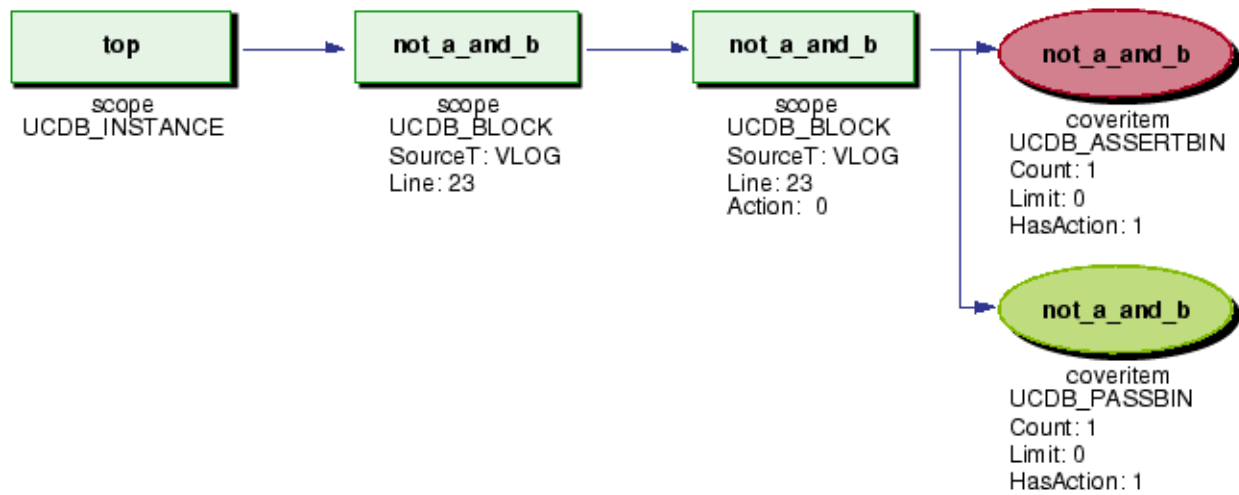 top
scope
UCDB_INSTANCE
not_a_and_b
scope
UCDB_BLOCK
SourceT: VLOG
Line: 23
not_a_and_b
scope
UCDB_BLOCK
SourceT: VLOG
Line: 23
Action: 0
not_a_and_b
coveritem
UCDB_ASSERTBIN
Count: 1
Limit: 0
HasAction: 1
not_a_and_b
coveritem
UCDB_PASSBIN
Count: 1
Limit: 0
HasAction: 1